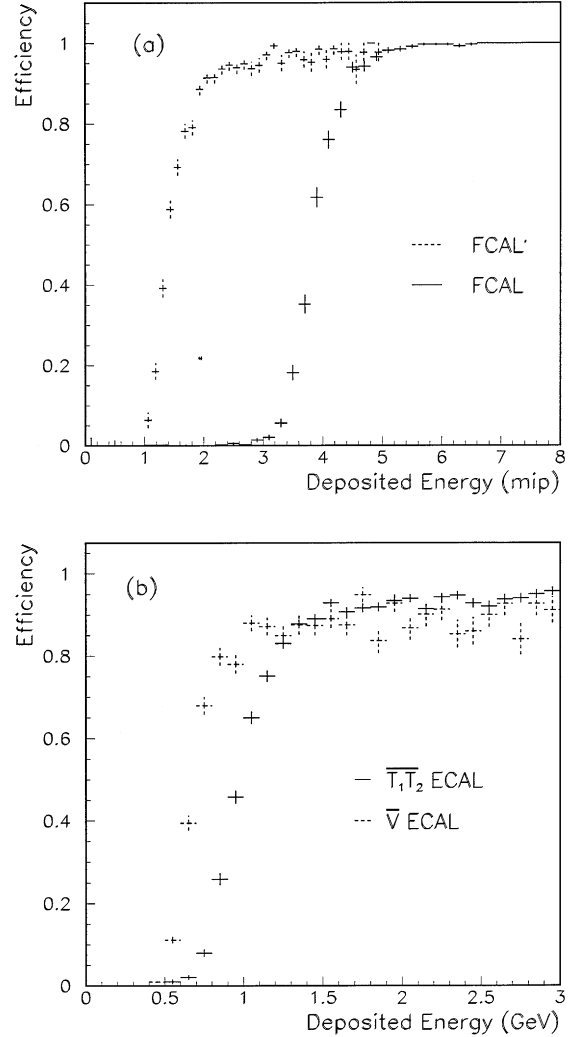 Efficiency
(a)
1
0.8
0.6
0.4
0.2
0
FCAL'
FCAL
0 1 2 3 4 5 6 7 8
Deposited Energy (mip)
Efficiency
(b)
1
0.8
0.6
0.4
0.2
0
T₁T₂ ECAL
V ECAL
0 0.5 1 1.5 2 2.5 3
Deposited Energy (GeV)